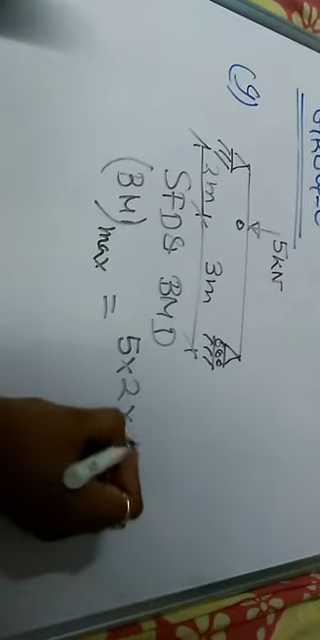 (9)
5kN
2m 3m
SFD & BMD
(BM)max = 5×2×